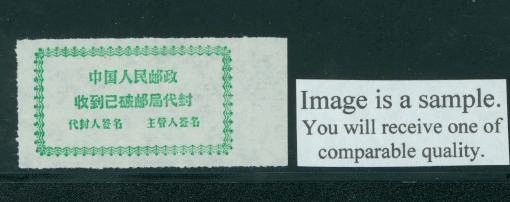 中国人民邮政
收到已破邮局代封
代封人签名 主管人签名
Image is a sample.
You will receive one of
comparable quality.